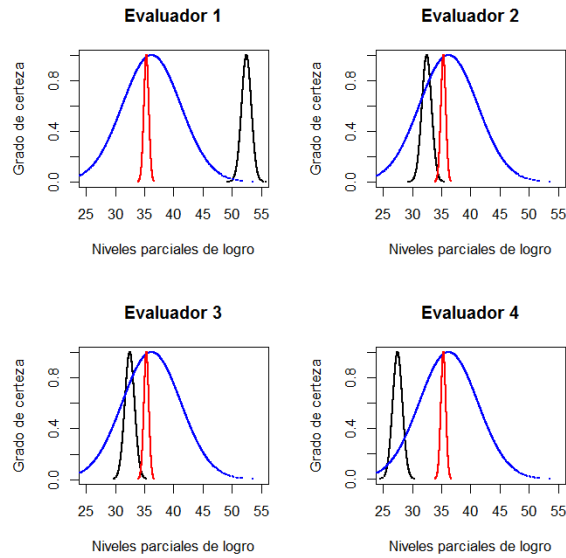 Evaluador 1
Evaluador 2
Grado de certeza
0.0 0.4 0.8
25 30 35 40 45 50 55
Niveles parciales de logro
Grado de certeza
0.0 0.4 0.8
25 30 35 40 45 50 55
Niveles parciales de logro
Evaluador 3
Evaluador 4
Grado de certeza
0.0 0.4 0.8
25 30 35 40 45 50 55
Niveles parciales de logro
Grado de certeza
0.0 0.4 0.8
25 30 35 40 45 50 55
Niveles parciales de logro